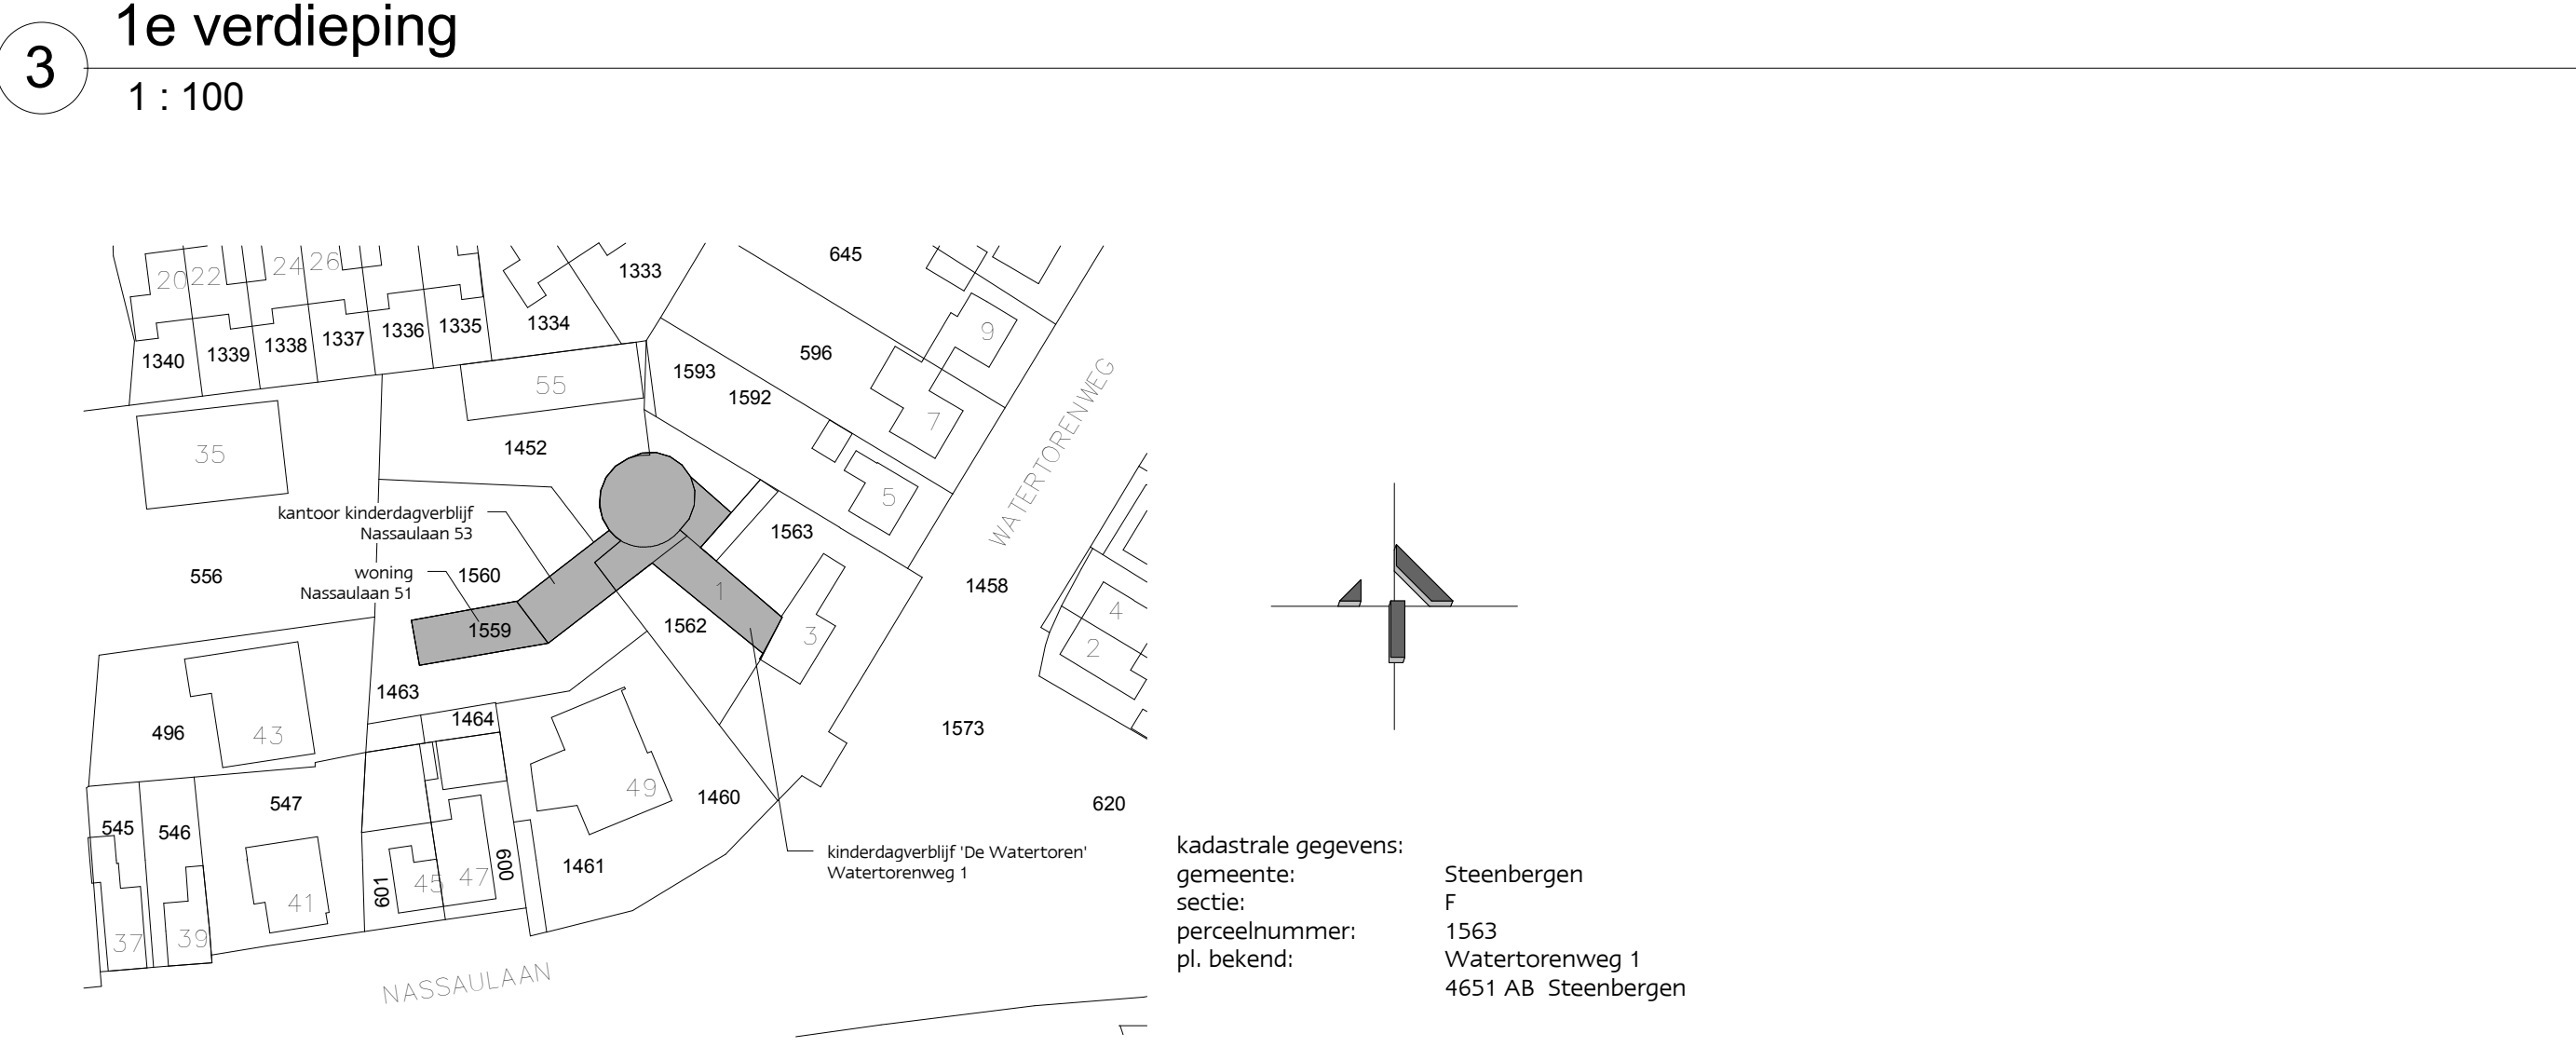 1e verdieping
3
1 : 100
645
1333
20 22 24 26
9
1340 1339 1338 1337 1336 1335 1334
596
1593
1592
55
7
WATERTORENWEG
35
1452
5
kantoor kinderdagverblijf
Nassaulaan 53
1563
556
woning
Nassaulaan 51
1560
1
1458
4
1559
1562
3
2
1463
496
43
1464
1573
49
547
1460
620
545
546
kadastrale gegevens:
kinderdagverblijf 'De Watertoren'
Watertorenweg 1
gemeente: Steenbergen
sectie: F
perceelnummer: 1563
pl. bekend: Watertorenweg 1
4651 AB Steenbergen
601
45
47
600
1461
41
37
39
NASSAULAAN